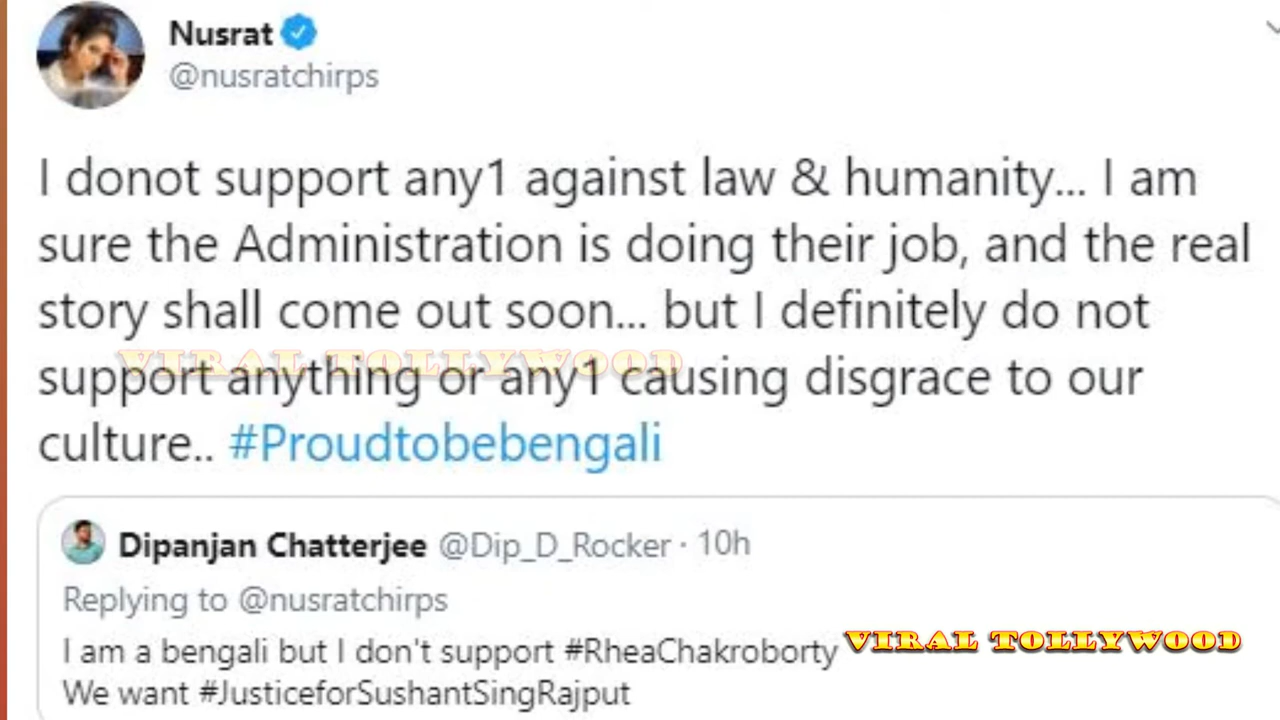 Nusrat
@nusratchirps
I donot support any1 against law & humanity... I am
sure the Administration is doing their job, and the real
story shall come out soon... but I definitely do not
VIRAL TOLLYWOOD
support anything or any1 causing disgrace to our
culture.. #Proudtobebengali
Dipanjan Chatterjee @Dip_D_Rocker · 10h
Replying to @nusratchirps
I am a bengali but I don't support #RheaChakroborty
VIRAL TOLLYWOOD
We want #JusticeforSushantSingRajput